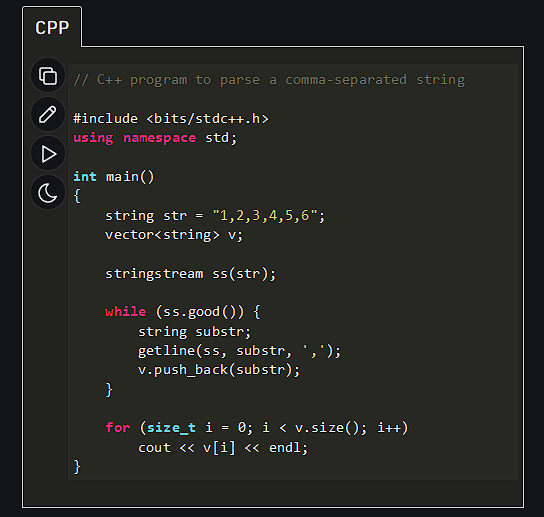 CPP
// C++ program to parse a comma-separated string
#include <bits/stdc++.h>
using namespace std;
int main()
{
string str = "1,2,3,4,5,6";
vector<string> v;
stringstream ss(str);
while (ss.good()) {
string substr;
getline(ss, substr, ',');
v.push_back(substr);
}
for (size_t i = 0; i < v.size(); i++)
cout << v[i] << endl;
}